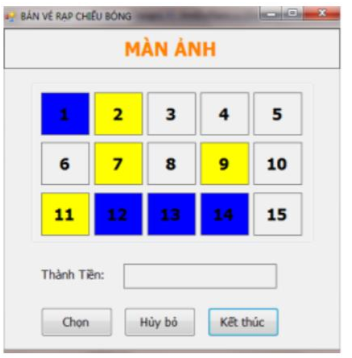 BÁN VÉ RẠP CHIẾU BÓNG
MÀN ẢNH
1 2 3 4 5
6 7 8 9 10
11 12 13 14 15
Thành Tiền:
Chọn Hủy bỏ Kết thúc